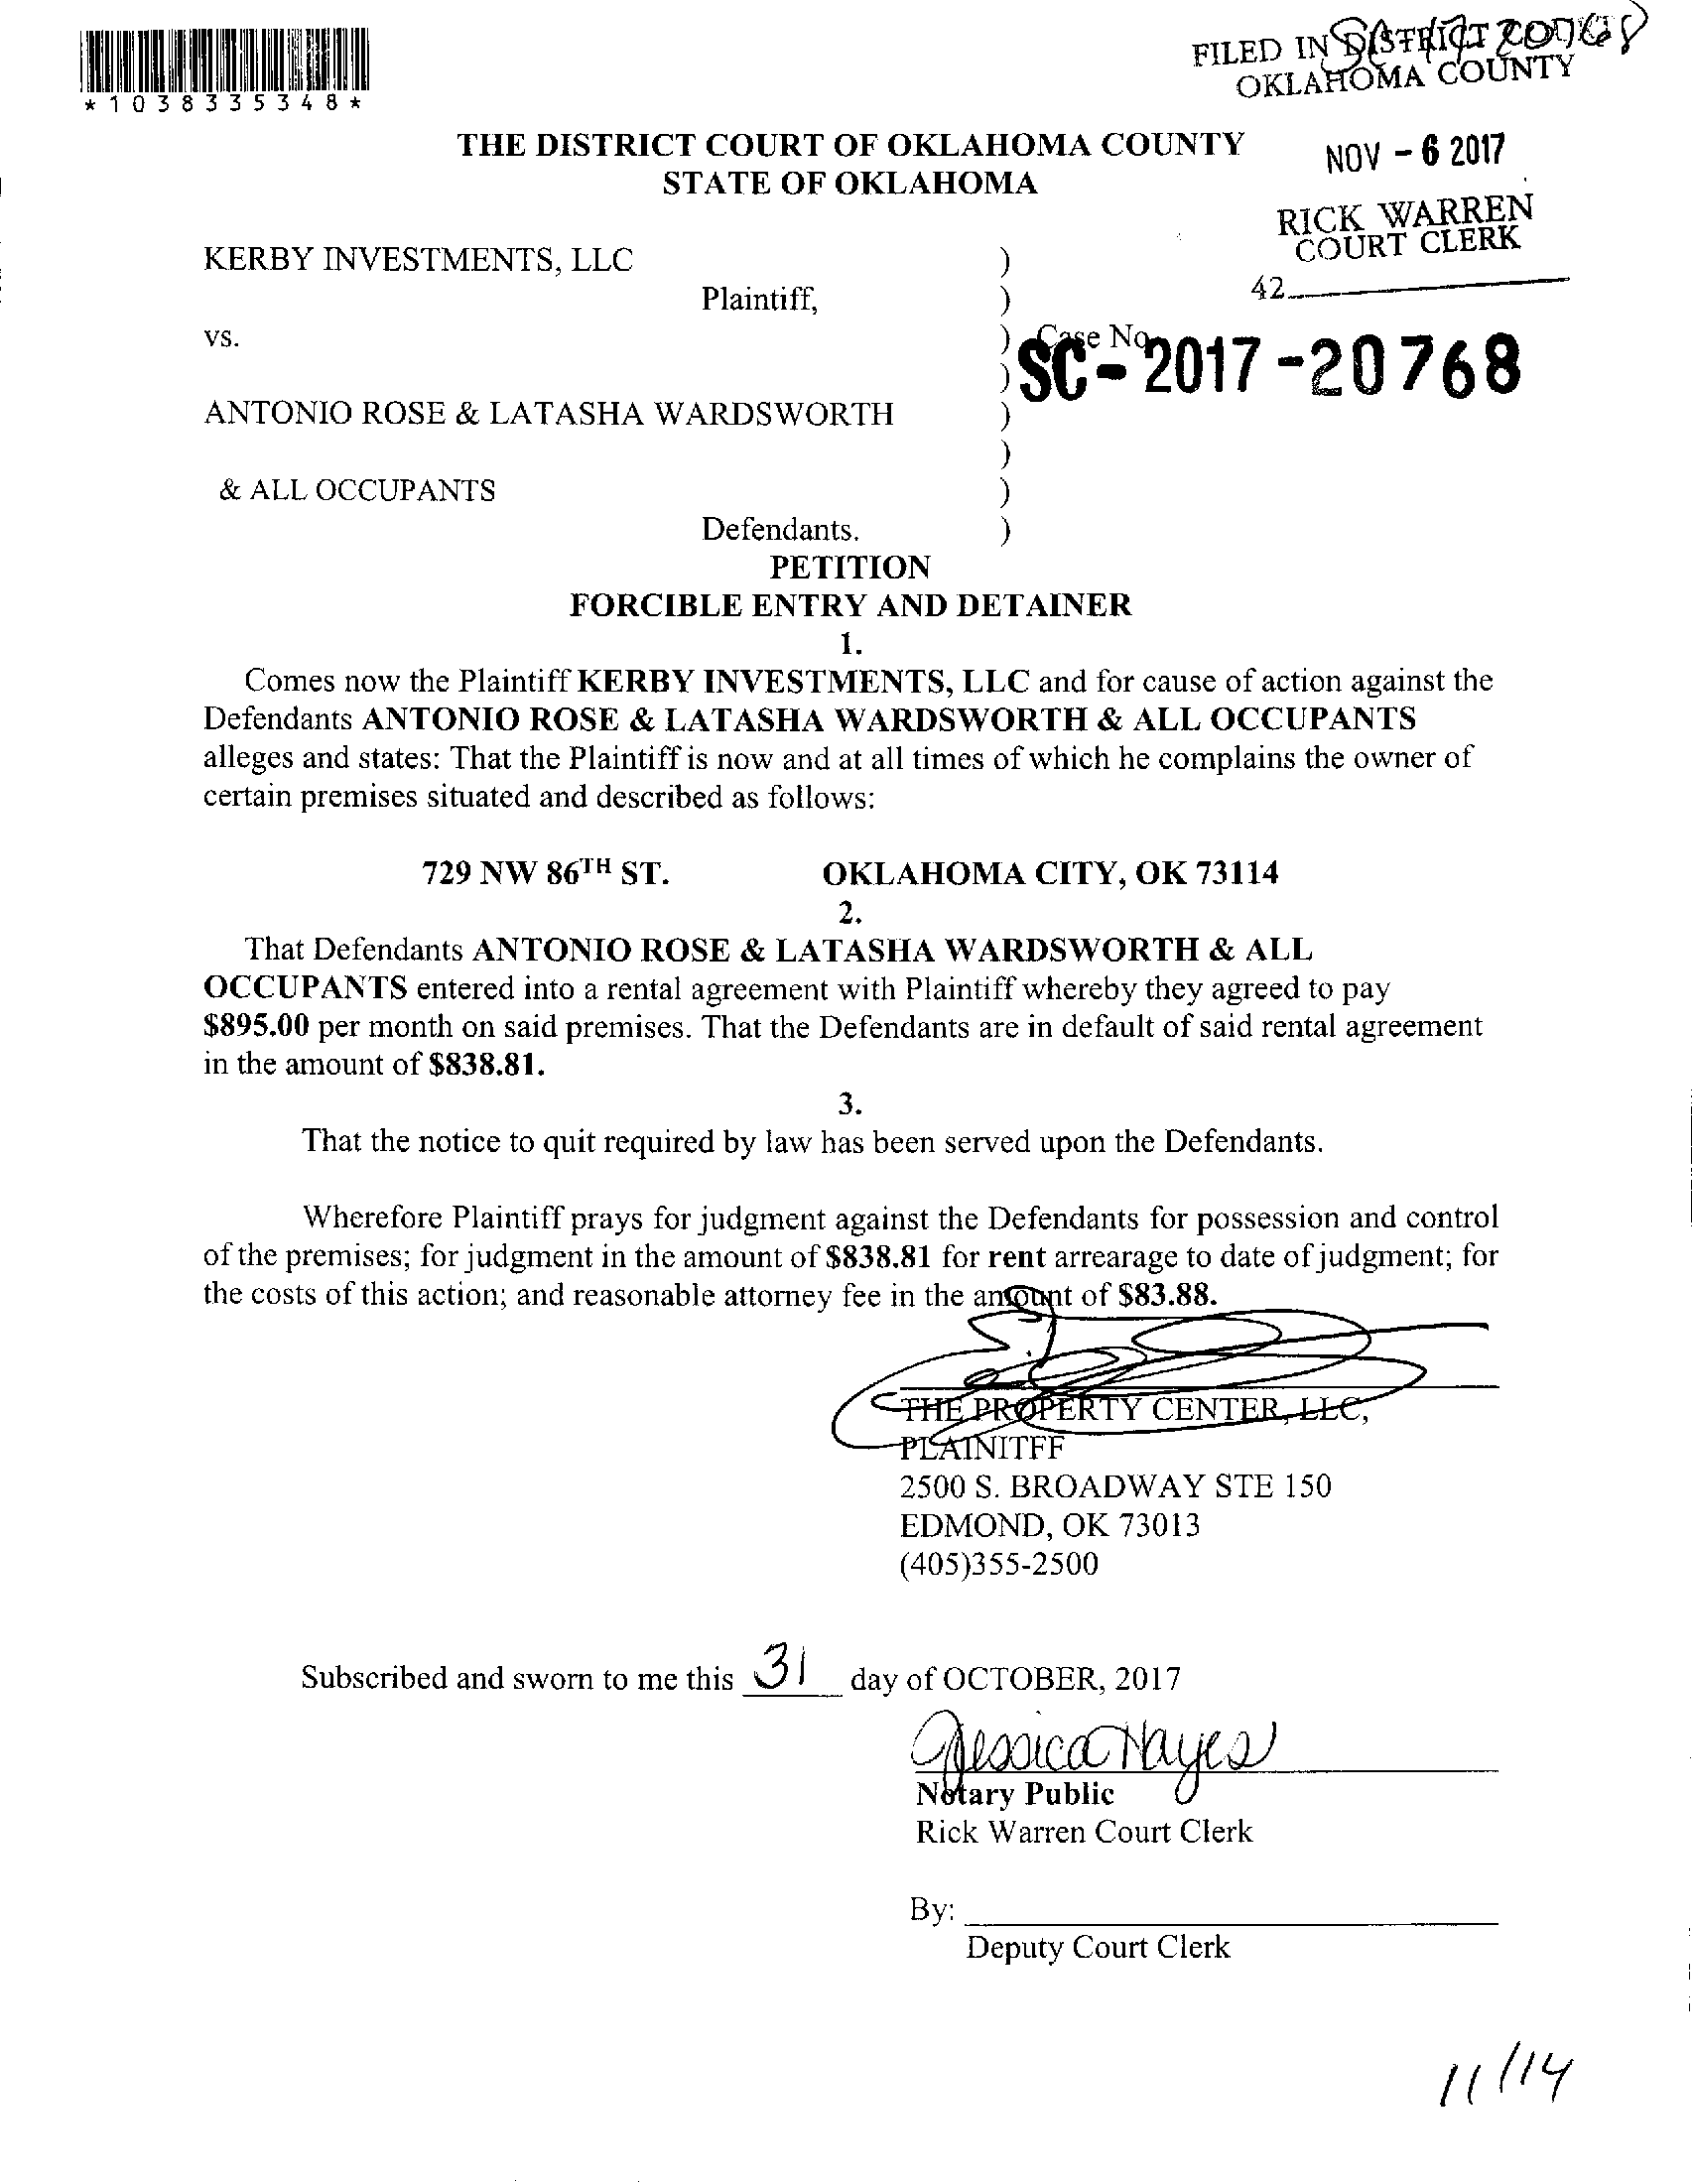 *1038335348*
FILED IN DISTRICT COURT
OKLAHOMA COUNTY
THE DISTRICT COURT OF OKLAHOMA COUNTY
STATE OF OKLAHOMA
NOV - 6 2017
RICK WARREN
COURT CLERK
42
KERBY INVESTMENTS, LLC )
Plaintiff, )
vs. ) Case No.
) SC-2017-20768
ANTONIO ROSE & LATASHA WARDSWORTH )
)
& ALL OCCUPANTS )
Defendants. )
PETITION
FORCIBLE ENTRY AND DETAINER
1.
Comes now the Plaintiff KERBY INVESTMENTS, LLC and for cause of action against the
Defendants ANTONIO ROSE & LATASHA WARDSWORTH & ALL OCCUPANTS
alleges and states: That the Plaintiff is now and at all times of which he complains the owner of
certain premises situated and described as follows:
729 NW 86TH ST. OKLAHOMA CITY, OK 73114
2.
That Defendants ANTONIO ROSE & LATASHA WARDSWORTH & ALL
OCCUPANTS entered into a rental agreement with Plaintiff whereby they agreed to pay
$895.00 per month on said premises. That the Defendants are in default of said rental agreement
in the amount of $838.81.
3.
That the notice to quit required by law has been served upon the Defendants.
Wherefore Plaintiff prays for judgment against the Defendants for possession and control
of the premises; for judgment in the amount of $838.81 for rent arrearage to date of judgment; for
the costs of this action; and reasonable attorney fee in the amount of $83.88.
THE PROPERTY CENTER, LLC,
PLAINITFF
2500 S. BROADWAY STE 150
EDMOND, OK 73013
(405)355-2500
Subscribed and sworn to me this 31 day of OCTOBER, 2017
Jessica Hayes
Notary Public
Rick Warren Court Clerk
By:
Deputy Court Clerk
11/14